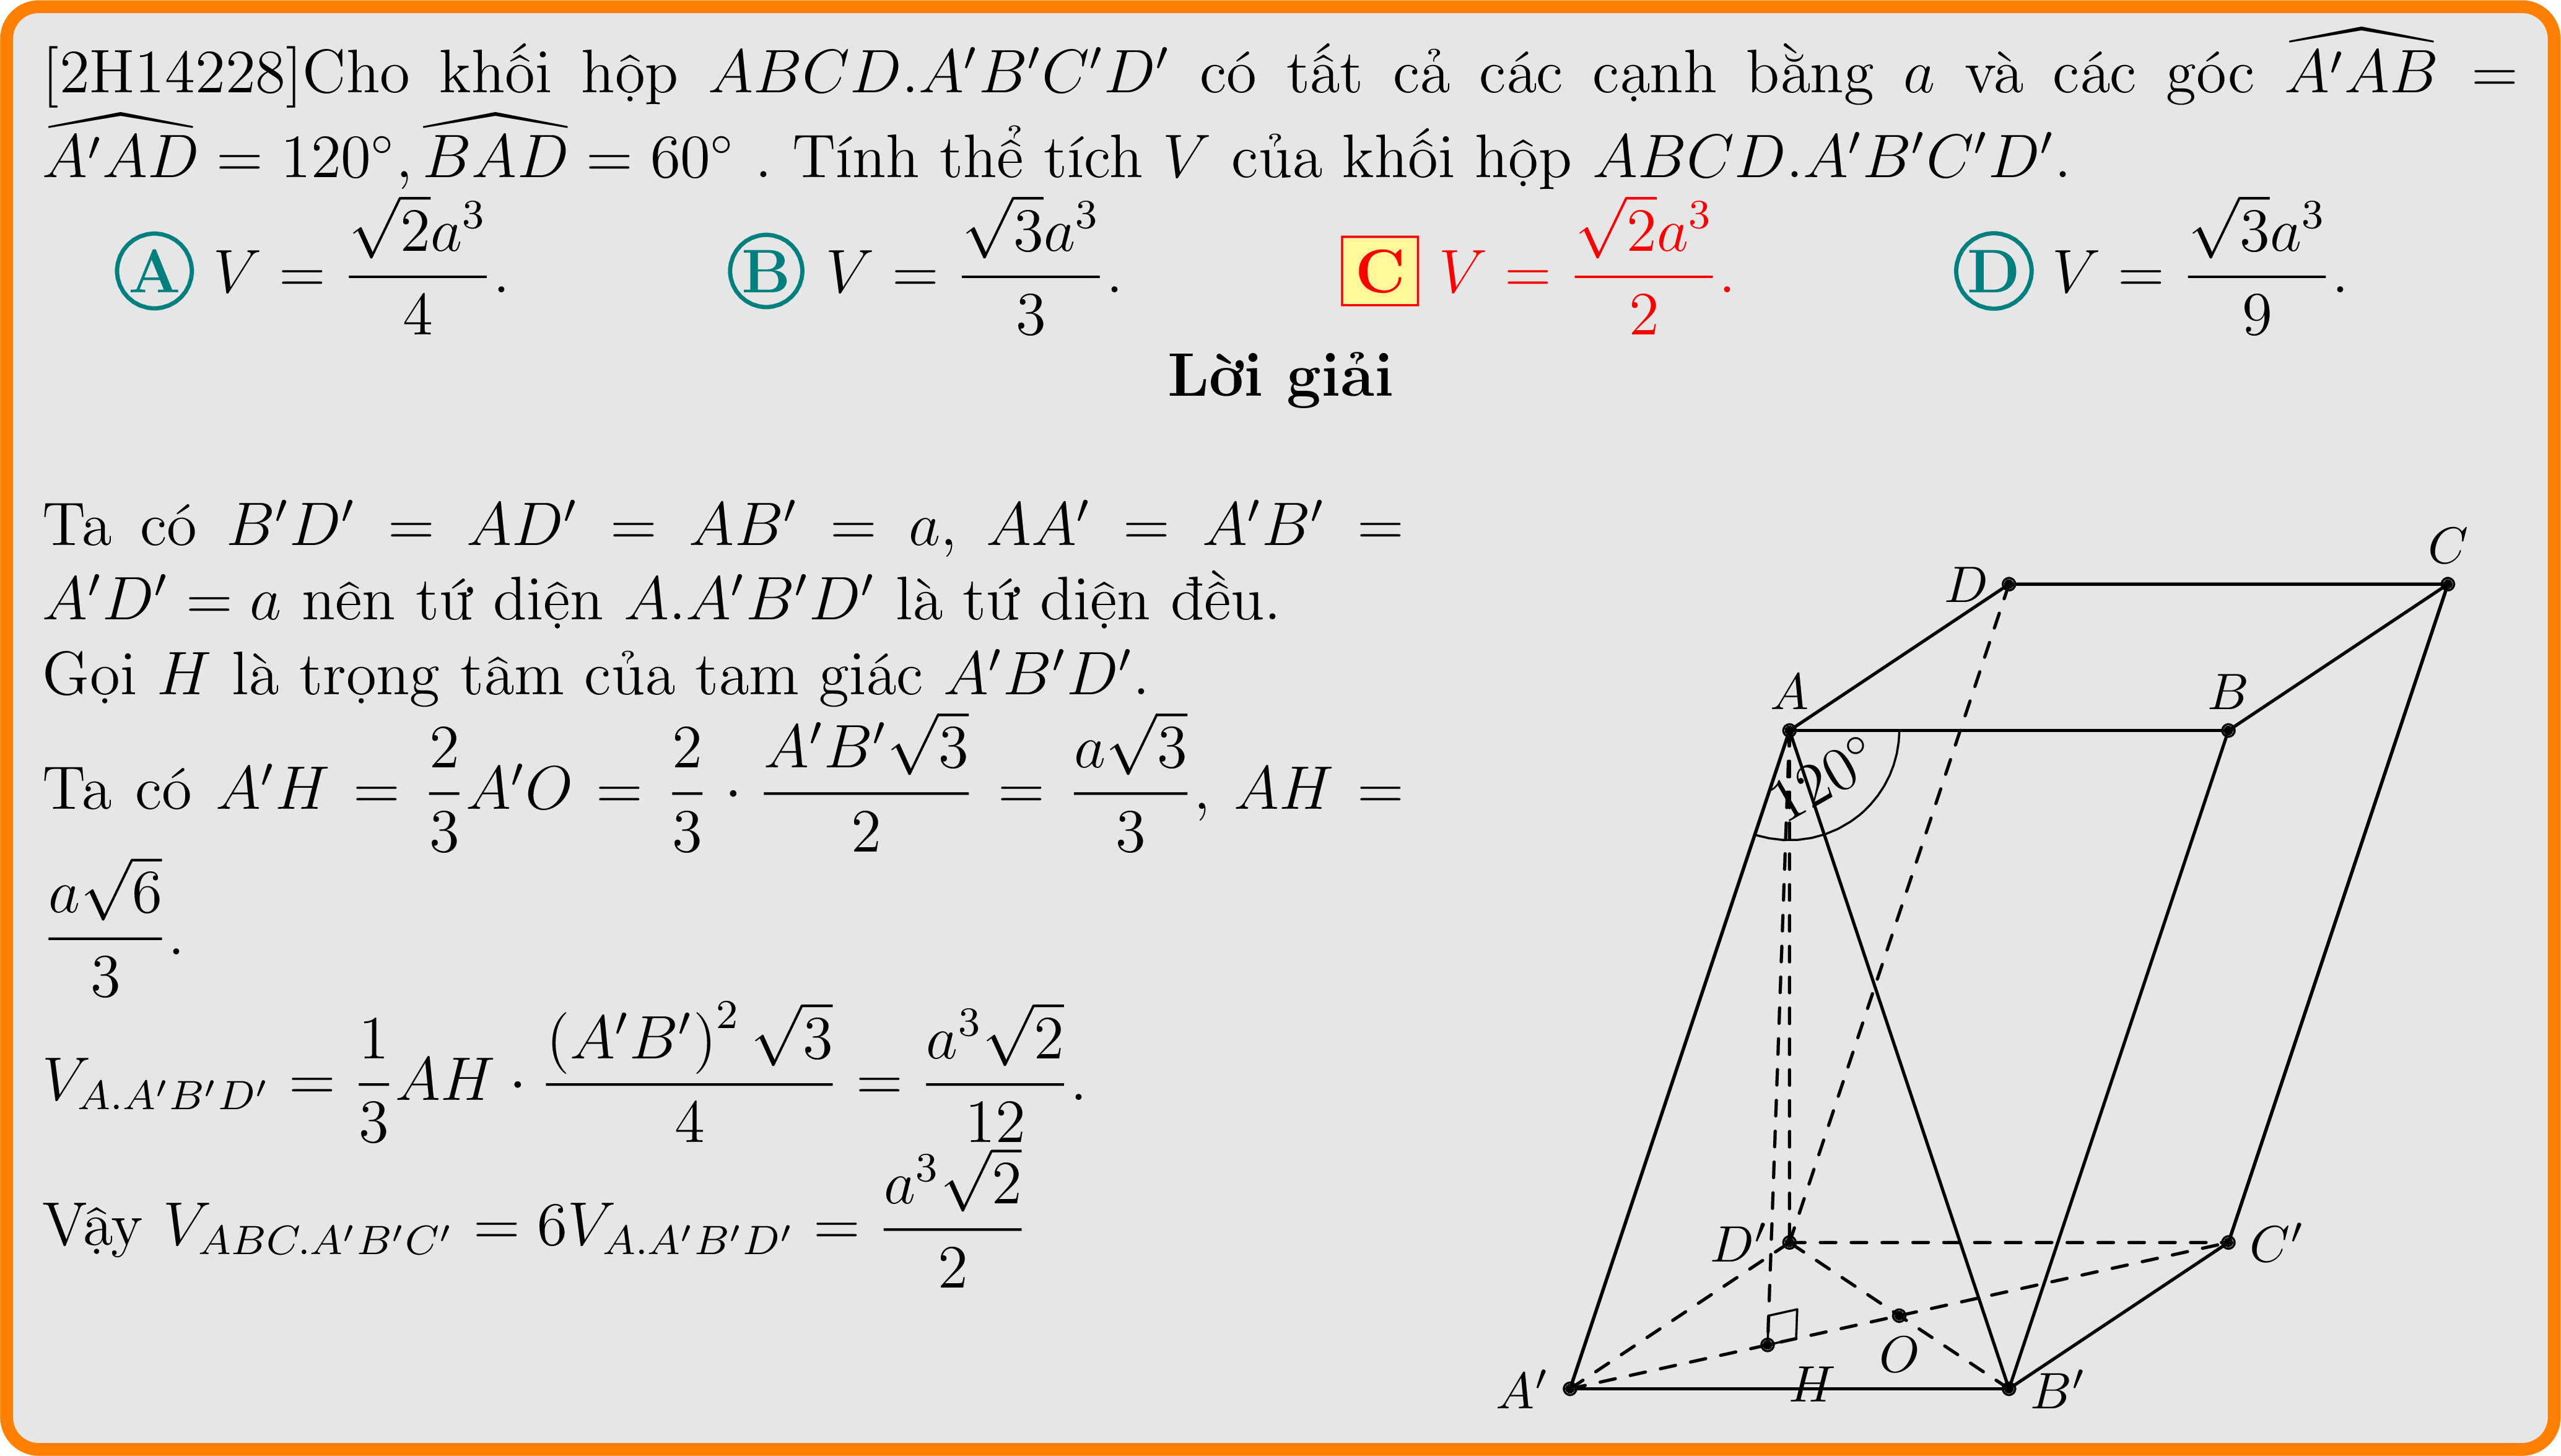 [2H14228]Cho khối hộp ABCD.A′B′C′D′ có tất cả các cạnh bằng a và các góc $\widehat{A'AB}$ =
$\widehat{A'AD}$ = 120°, $\widehat{BAD}$ = 60° . Tính thể tích V của khối hộp ABCD.A′B′C′D′.
A $V = \frac{\sqrt{2}a^3}{4}$. B $V = \frac{\sqrt{3}a^3}{3}$. C $V = \frac{\sqrt{2}a^3}{2}$. D $V = \frac{\sqrt{3}a^3}{9}$.
Lời giải
Ta có B′D′ = AD′ = AB′ = a, AA′ = A′B′ =
A′D′ = a nên tứ diện A.A′B′D′ là tứ diện đều.
Gọi H là trọng tâm của tam giác A′B′D′.
Ta có $A'H = \frac{2}{3}A'O = \frac{2}{3} \cdot \frac{A'B'\sqrt{3}}{2} = \frac{a\sqrt{3}}{3}$, AH =
$\frac{a\sqrt{6}}{3}$.
$V_{A.A'B'D'} = \frac{1}{3}AH \cdot \frac{(A'B')^2\sqrt{3}}{4} = \frac{a^3\sqrt{2}}{12}$.
Vậy $V_{ABC.A'B'C'} = 6V_{A.A'B'D'} = \frac{a^3\sqrt{2}}{2}$
C
D
A
B
120°
D′
C′
O
H
A′
B′